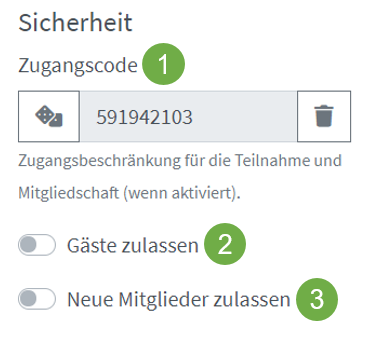 Sicherheit
Zugangscode 1
591942103
Zugangsbeschränkung für die Teilnahme und
Mitgliedschaft (wenn aktiviert).
Gäste zulassen 2
Neue Mitglieder zulassen 3